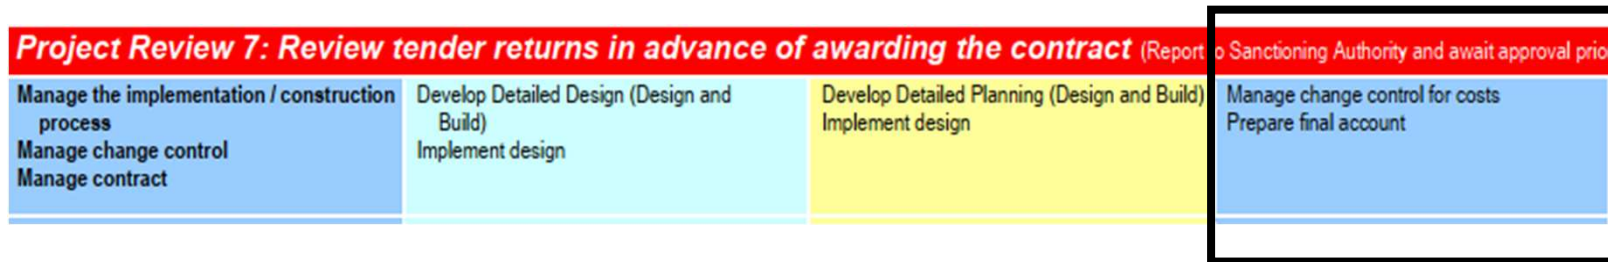 Project Review 7: Review tender returns in advance of awarding the contract (Report o Sanctioning Authority and await approval prio
Manage the implementation / construction
process
Manage change control
Manage contract
Develop Detailed Design (Design and
Build)
Implement design
Develop Detailed Planning (Design and Build)
Implement design
Manage change control for costs
Prepare final account